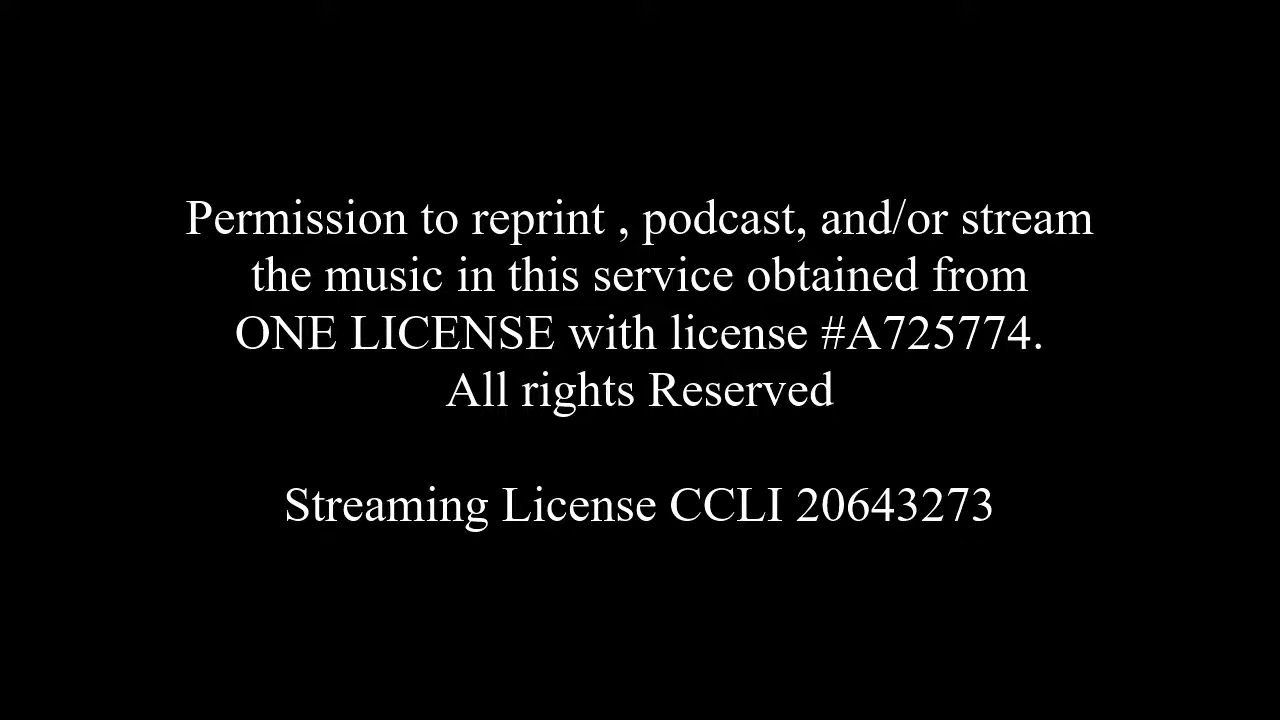 Permission to reprint , podcast, and/or stream
the music in this service obtained from
ONE LICENSE with license #A725774.
All rights Reserved
Streaming License CCLI 20643273